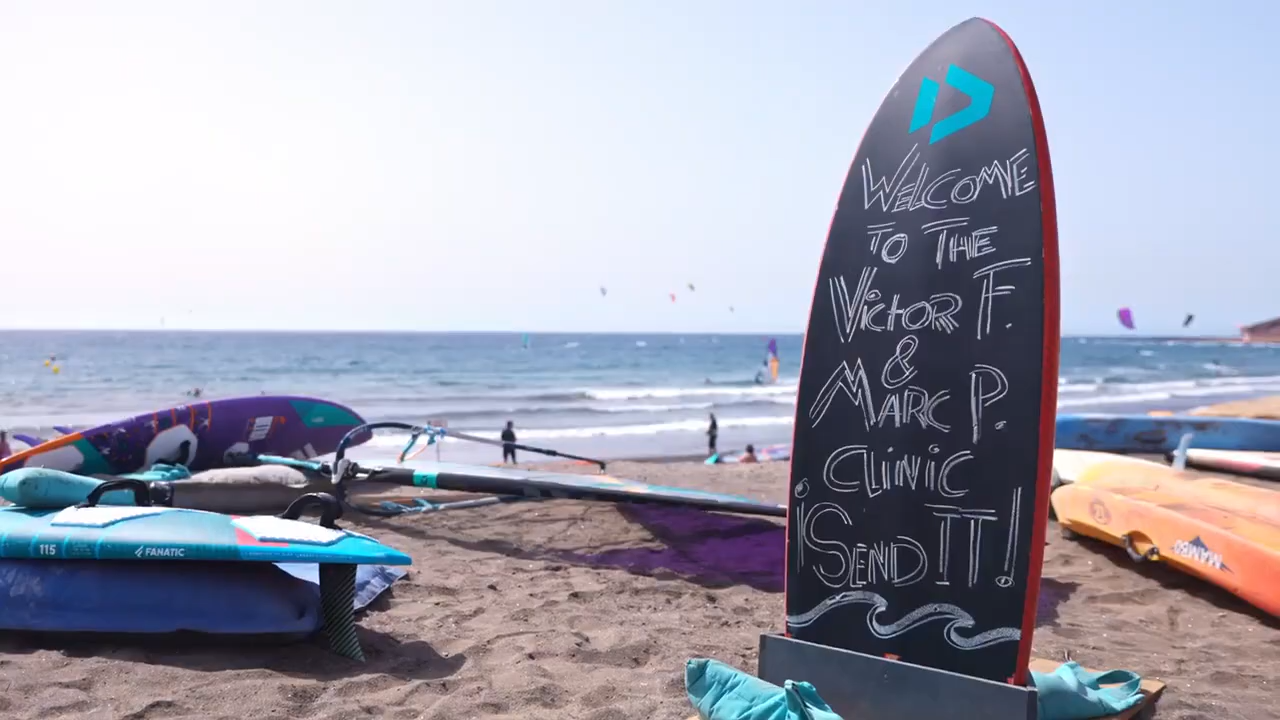 WELCOME
TO THE
VICTOR F.
&
MARC P.
CLINIC
¡SEND IT!
115 FANATIC
MAMBO